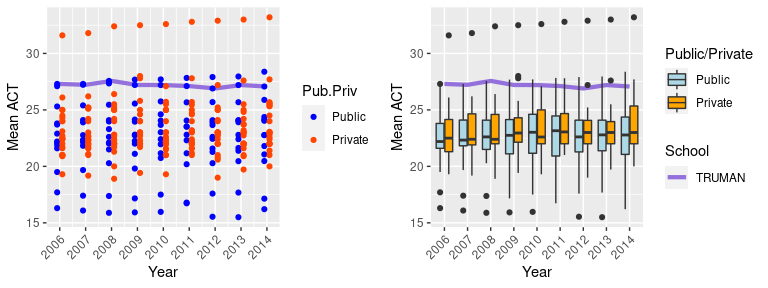 Mean ACT
30
25
20
15
2006
2007
2008
2009
2010
2011
2012
2013
2014
Year
Pub.Priv
Public
Private
Mean ACT
30
25
20
15
2006
2007
2008
2009
2010
2011
2012
2013
2014
Year
Public/Private
Public
Private
School
TRUMAN